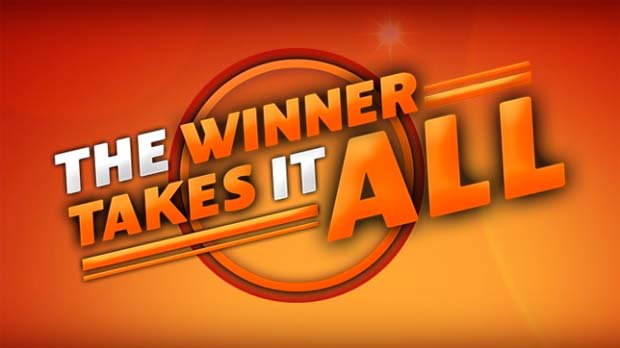 THE WINNER
TAKES IT ALL